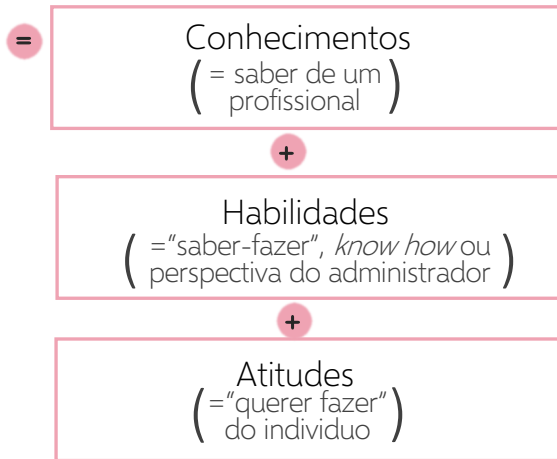 =
Conhecimentos
( = saber de um
profissional )
+
Habilidades
( ="saber-fazer", know how ou
perspectiva do administrador )
+
Atitudes
( ="querer fazer"
do individuo )